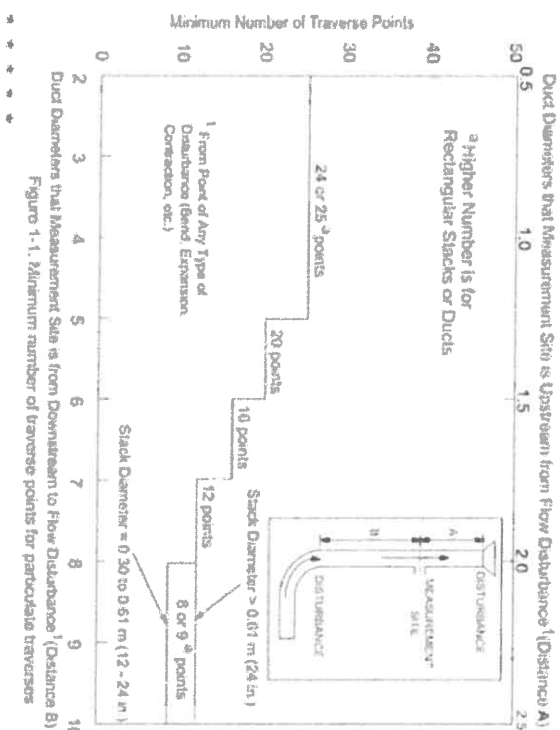 Duct Diameters that Measurement Site is Upstream from Flow Disturbance ¹ (Distance A)
0.5 1.0 1.5 2.0 2.5
50
40
30
20
10
0
Minimum Number of Traverse Points
ª Higher Number is for
Rectangular Stacks or Ducts
24 or 25 ª points
20 points
16 points
12 points
8 or 9 ª points
Stack Diameter > 0.61 m (24 in.)
Stack Diameter = 0.30 to 0.61 m (12 - 24 in.)
¹ From Point of Any Type of
Disturbance (Bend, Expansion,
Contraction, etc.)
A
B
DISTURBANCE
MEASUREMENT
SITE
DISTURBANCE
2 3 4 5 6 7 8 9 10
Duct Diameters that Measurement Site is from Downstream to Flow Disturbance ¹ (Distance B)
Figure 1-1. Minimum number of traverse points for particulate traverses
* * * *